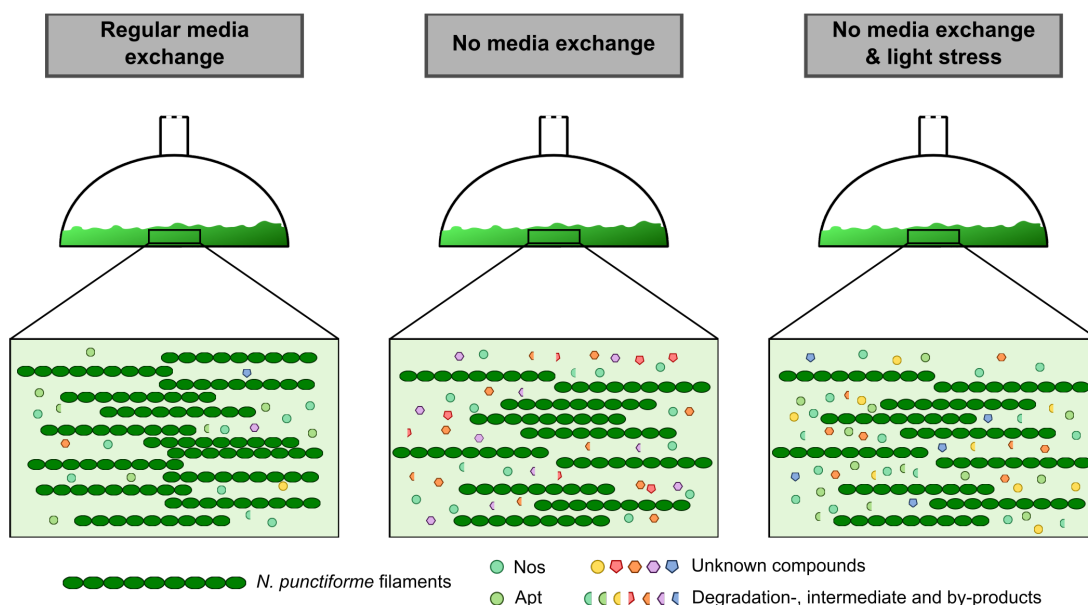 Regular media
exchange
No media exchange
No media exchange
& light stress
N. punctiforme filaments
Nos
Unknown compounds
Apt
Degradation-, intermediate and by-products